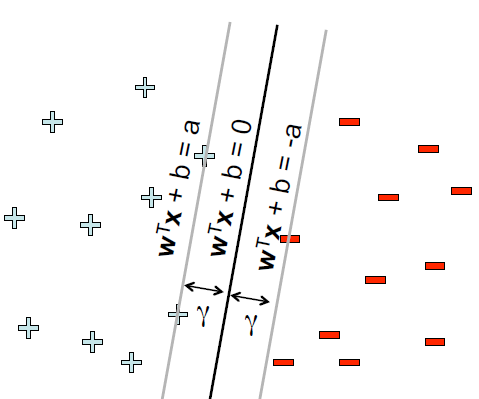 wᵀx + b = a
wᵀx + b = 0
wᵀx + b = -a
γ
γ